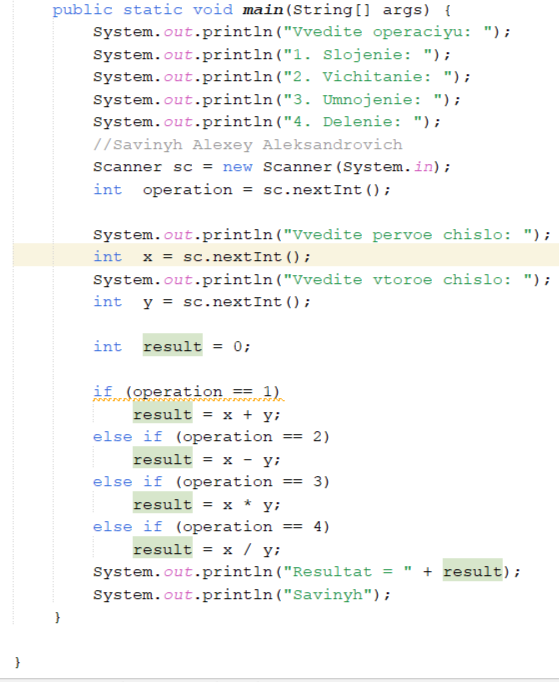 public static void main(String[] args) {
System.out.println("Vvedite operaciyu: ");
System.out.println("1. Slojenie: ");
System.out.println("2. Vichitanie: ");
System.out.println("3. Umnojenie: ");
System.out.println("4. Delenie: ");
//Savinyh Alexey Aleksandrovich
Scanner sc = new Scanner(System.in);
int  operation = sc.nextInt();
System.out.println("Vvedite pervoe chislo: ");
int  x = sc.nextInt();
System.out.println("Vvedite vtoroe chislo: ");
int  y = sc.nextInt();
int  result = 0;
if (operation == 1)
result = x + y;
else if (operation == 2)
result = x - y;
else if (operation == 3)
result = x * y;
else if (operation == 4)
result = x / y;
System.out.println("Resultat = " + result);
System.out.println("Savinyh");
}
}